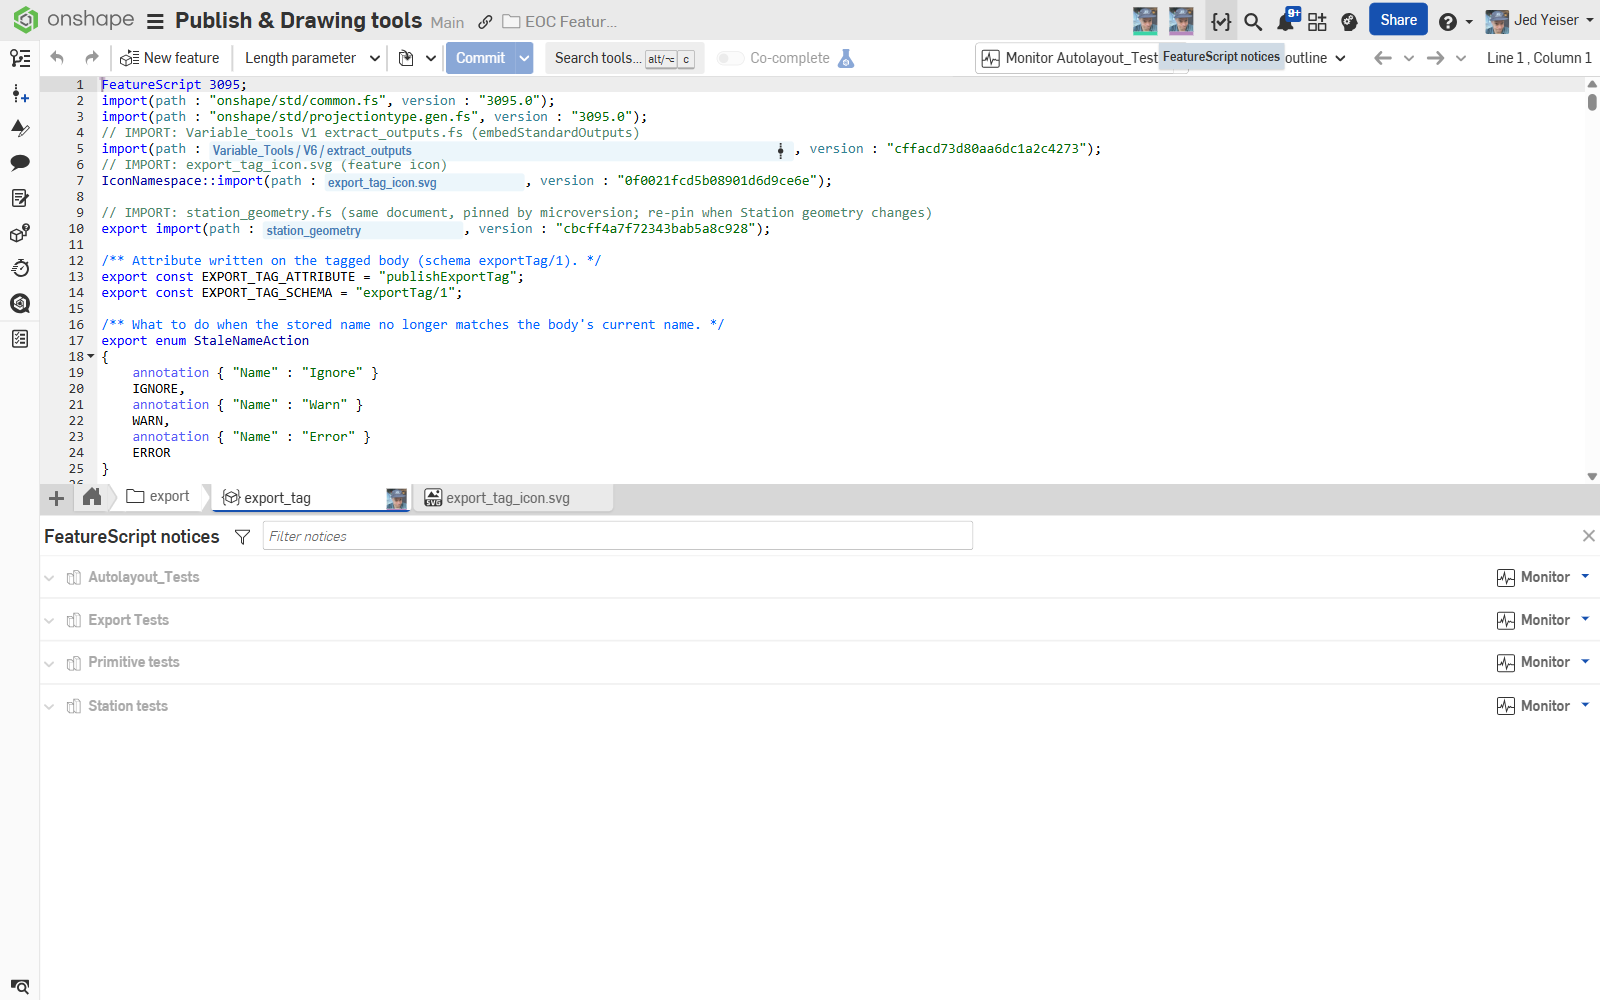 onshape Publish & Drawing tools Main EOC Featur... 9+ Share Jed Yeiser
New feature Length parameter Commit Search tools... alt/⌥ c Co-complete Monitor Autolayout_Test FeatureScript notices outline Line 1 , Column 1
1 FeatureScript 3095;
2 import(path : "onshape/std/common.fs", version : "3095.0");
3 import(path : "onshape/std/projectiontype.gen.fs", version : "3095.0");
4 // IMPORT: Variable_tools V1 extract_outputs.fs (embedStandardOutputs)
5 import(path : Variable_Tools / V6 / extract_outputs , version : "cffacd73d80aa6dc1a2c4273");
6 // IMPORT: export_tag_icon.svg (feature icon)
7 IconNamespace::import(path : export_tag_icon.svg , version : "0f0021fcd5b08901d6d9ce6e");
8
9 // IMPORT: station_geometry.fs (same document, pinned by microversion; re-pin when Station geometry changes)
10 export import(path : station_geometry , version : "cbcff4a7f72343bab5a8c928");
11
12 /** Attribute written on the tagged body (schema exportTag/1). */
13 export const EXPORT_TAG_ATTRIBUTE = "publishExportTag";
14 export const EXPORT_TAG_SCHEMA = "exportTag/1";
15
16 /** What to do when the stored name no longer matches the body's current name. */
17 export enum StaleNameAction
18 {
19 annotation { "Name" : "Ignore" }
20 IGNORE,
21 annotation { "Name" : "Warn" }
22 WARN,
23 annotation { "Name" : "Error" }
24 ERROR
25 }
export export_tag export_tag_icon.svg
FeatureScript notices Filter notices
Autolayout_Tests Monitor
Export Tests Monitor
Primitive tests Monitor
Station tests Monitor